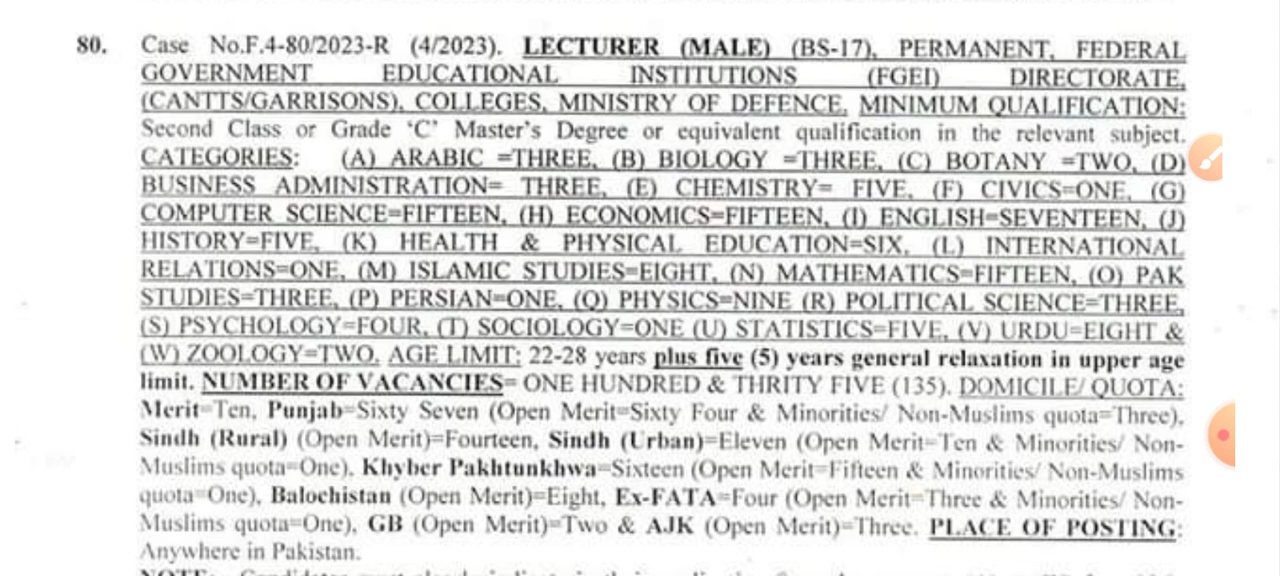 80. Case No.F.4-80/2023-R (4/2023). LECTURER (MALE) (BS-17), PERMANENT, FEDERAL
GOVERNMENT EDUCATIONAL INSTITUTIONS (FGEI) DIRECTORATE,
(CANTTS/GARRISONS), COLLEGES, MINISTRY OF DEFENCE. MINIMUM QUALIFICATION:
Second Class or Grade ‘C’ Master's Degree or equivalent qualification in the relevant subject.
CATEGORIES: (A) ARABIC =THREE, (B) BIOLOGY =THREE, (C) BOTANY =TWO, (D)
BUSINESS ADMINISTRATION= THREE, (E) CHEMISTRY= FIVE, (F) CIVICS=ONE, (G)
COMPUTER SCIENCE=FIFTEEN, (H) ECONOMICS=FIFTEEN, (I) ENGLISH=SEVENTEEN, (J)
HISTORY=FIVE, (K) HEALTH & PHYSICAL EDUCATION=SIX, (L) INTERNATIONAL
RELATIONS=ONE, (M) ISLAMIC STUDIES=EIGHT, (N) MATHEMATICS=FIFTEEN, (O) PAK
STUDIES=THREE, (P) PERSIAN=ONE, (Q) PHYSICS=NINE (R) POLITICAL SCIENCE=THREE,
(S) PSYCHOLOGY=FOUR, (T) SOCIOLOGY=ONE (U) STATISTICS=FIVE, (V) URDU=EIGHT &
(W) ZOOLOGY=TWO. AGE LIMIT: 22-28 years plus five (5) years general relaxation in upper age
limit. NUMBER OF VACANCIES= ONE HUNDRED & THRITY FIVE (135). DOMICILE/ QUOTA:
Merit=Ten, Punjab=Sixty Seven (Open Merit=Sixty Four & Minorities/ Non-Muslims quota=Three),
Sindh (Rural) (Open Merit)=Fourteen, Sindh (Urban)=Eleven (Open Merit=Ten & Minorities/ Non-
Muslims quota=One), Khyber Pakhtunkhwa=Sixteen (Open Merit=Fifteen & Minorities/ Non-Muslims
quota=One), Balochistan (Open Merit)=Eight, Ex-FATA=Four (Open Merit=Three & Minorities/ Non-
Muslims quota=One), GB (Open Merit)=Two & AJK (Open Merit)=Three. PLACE OF POSTING:
Anywhere in Pakistan.